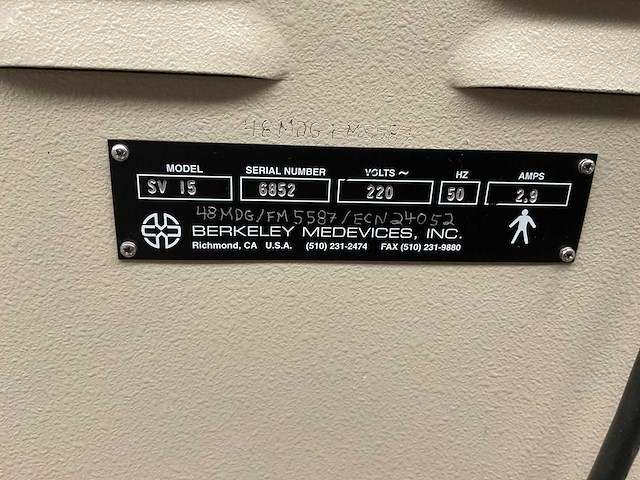 MODEL SERIAL NUMBER VOLTS ~ HZ AMPS
SV 15 6852 220 50 2.9
48MDG/FM5587/ECN24052
BERKELEY MEDEVICES, INC.
Richmond, CA U.S.A. (510) 231-2474 FAX (510) 231-9880